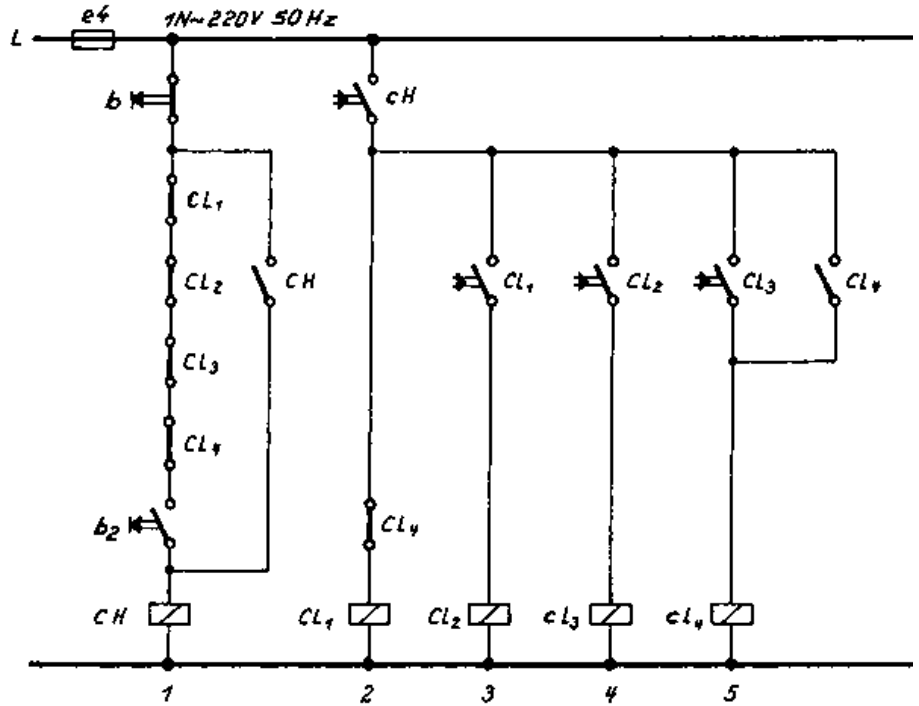 e4 1N~220V 50Hz
L
b cH
CL₁
CL₂ CH CL₁ CL₂ CL₃ CL₄
CL₃
CL₄
b₂ CL₄
CH CL₁ CL₂ cL₃ cL₄
1 2 3 4 5